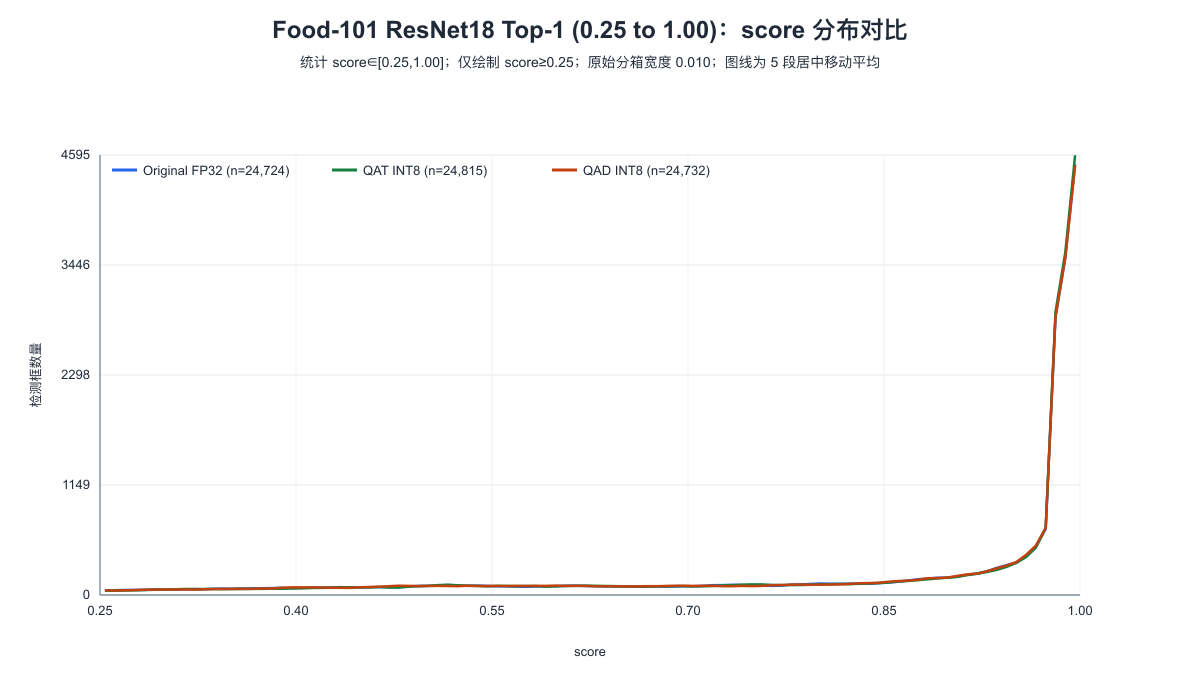 Food-101 ResNet18 Top-1 (0.25 to 1.00)：score 分布对比
统计 score∈[0.25,1.00]；仅绘制 score≥0.25；原始分箱宽度 0.010；图线为 5 段居中移动平均
Original FP32 (n=24,724)
QAT INT8 (n=24,815)
QAD INT8 (n=24,732)
4595
3446
2298
1149
0
检测框数量
0.25
0.40
0.55
0.70
0.85
1.00
score